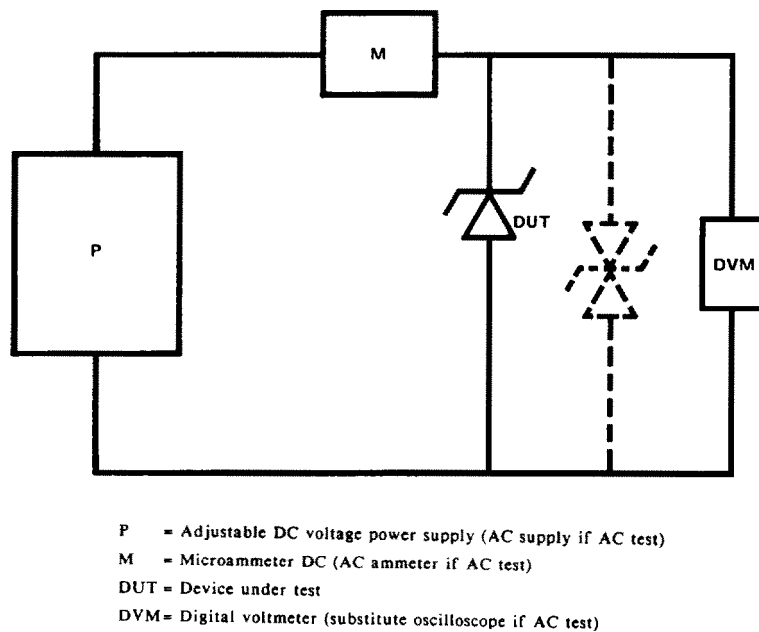 M
P
DUT
DVM
P = Adjustable DC voltage power supply (AC supply if AC test)
M = Microammeter DC (AC ammeter if AC test)
DUT = Device under test
DVM = Digital voltmeter (substitute oscilloscope if AC test)